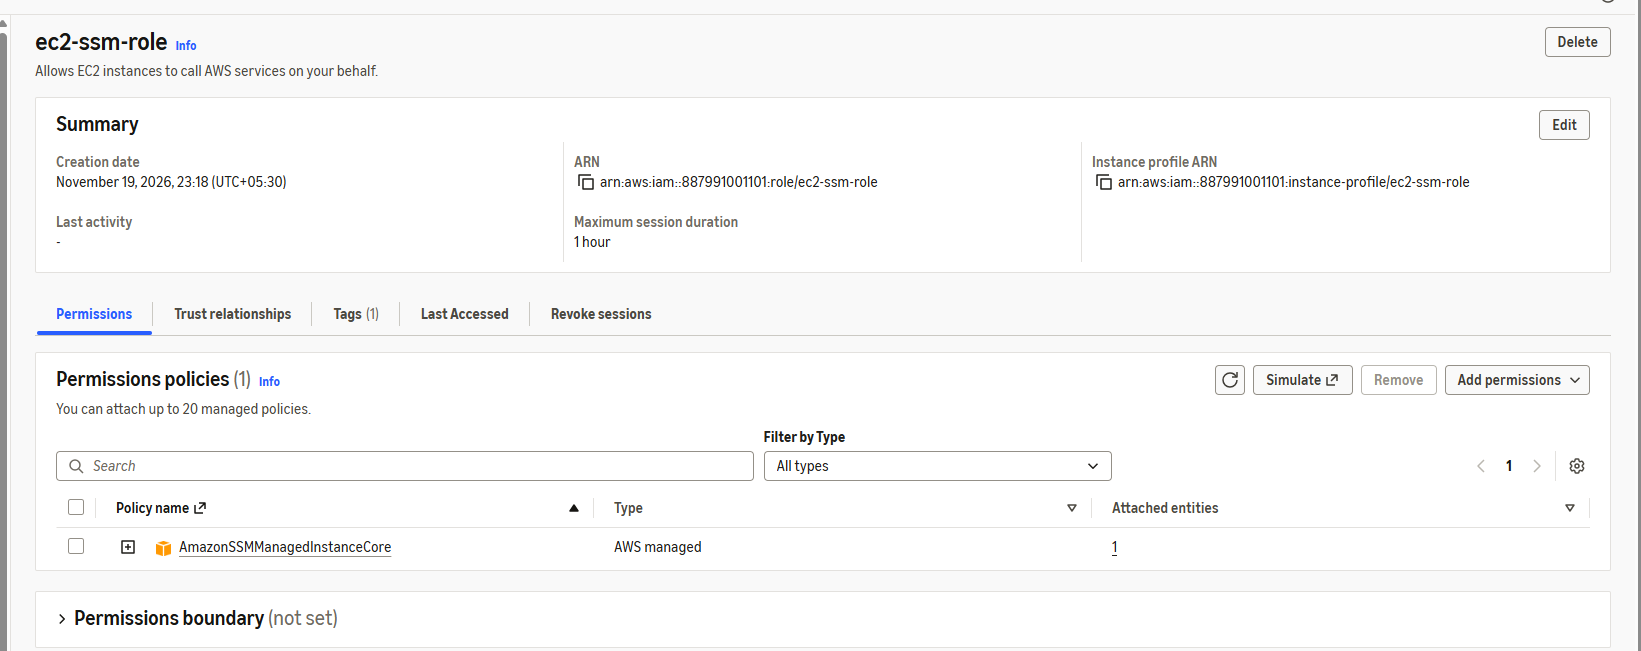 ec2-ssm-role Info
Delete
Allows EC2 instances to call AWS services on your behalf.
Summary
Edit
Creation date
November 19, 2026, 23:18 (UTC+05:30)
ARN
arn:aws:iam::887991001101:role/ec2-ssm-role
Instance profile ARN
arn:aws:iam::887991001101:instance-profile/ec2-ssm-role
Last activity
-
Maximum session duration
1 hour
Permissions
Trust relationships
Tags (1)
Last Accessed
Revoke sessions
Permissions policies (1) Info
Simulate
Remove
Add permissions
You can attach up to 20 managed policies.
Filter by Type
Search
All types
1
Policy name
Type
Attached entities
AmazonSSMManagedInstanceCore
AWS managed
1
Permissions boundary (not set)